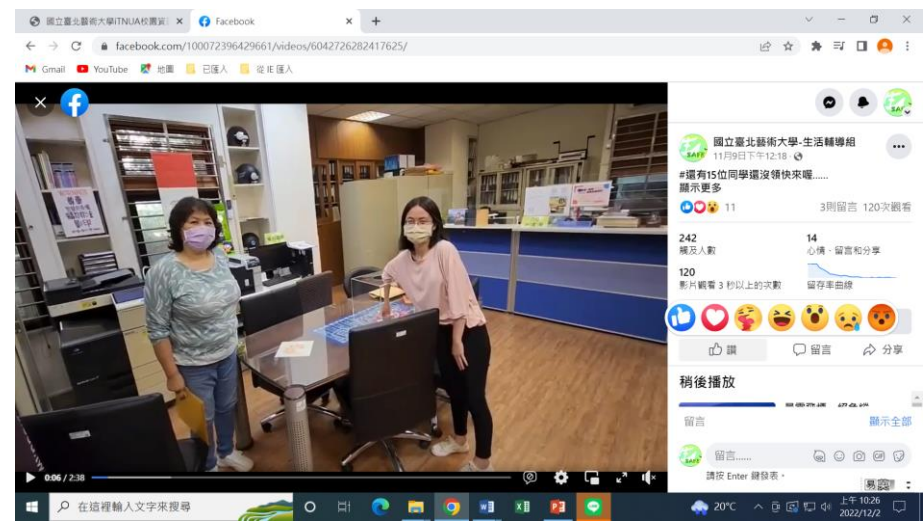 國立臺北藝術大學iTNUA校園資訊
Facebook
facebook.com/100072396429661/videos/6042726282417625/
Gmail
YouTube
地圖
已匯入
從 IE 匯入
國立臺北藝術大學-生活輔導組
11月9日下午12:18
#還有15位同學還沒領快來喔......
顯示更多
11
3則留言 120次觀看
242
觸及人數
14
心情、留言和分享
120
影片觀看 3 秒以上的次數
留存率曲線
讚
留言
分享
稍後播放
留言
顯示全部
留言......
請按 Enter 鍵發表。
0:06 / 2:38
在這裡輸入文字來搜尋
20°C
上午 10:26
2022/12/2